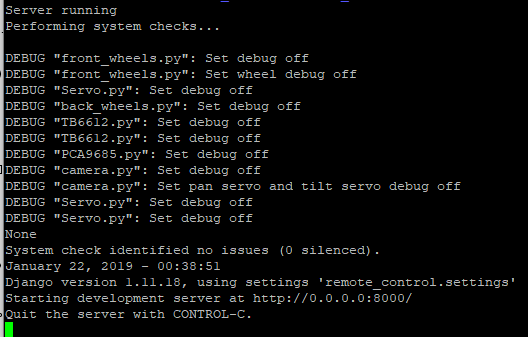 Server running
Performing system checks...
DEBUG "front_wheels.py": Set debug off
DEBUG "front_wheels.py": Set wheel debug off
DEBUG "Servo.py": Set debug off
DEBUG "back_wheels.py": Set debug off
DEBUG "TB6612.py": Set debug off
DEBUG "TB6612.py": Set debug off
DEBUG "PCA9685.py": Set debug off
DEBUG "camera.py": Set debug off
DEBUG "camera.py": Set pan servo and tilt servo debug off
DEBUG "Servo.py": Set debug off
DEBUG "Servo.py": Set debug off
None
System check identified no issues (0 silenced).
January 22, 2019 - 00:38:51
Django version 1.11.18, using settings 'remote_control.settings'
Starting development server at http://0.0.0.0:8000/
Quit the server with CONTROL-C.